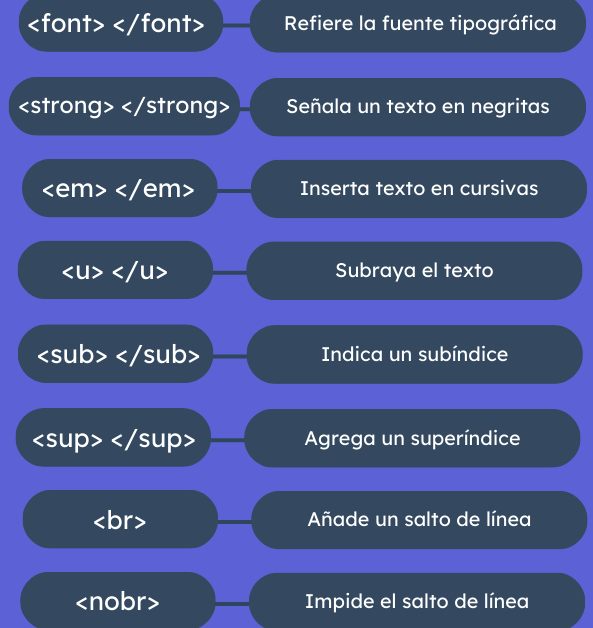 <font> </font> Refiere la fuente tipográfica
<strong> </strong> Señala un texto en negritas
<em> </em> Inserta texto en cursivas
<u> </u> Subraya el texto
<sub> </sub> Indica un subíndice
<sup> </sup> Agrega un superíndice
<br> Añade un salto de línea
<nobr> Impide el salto de línea